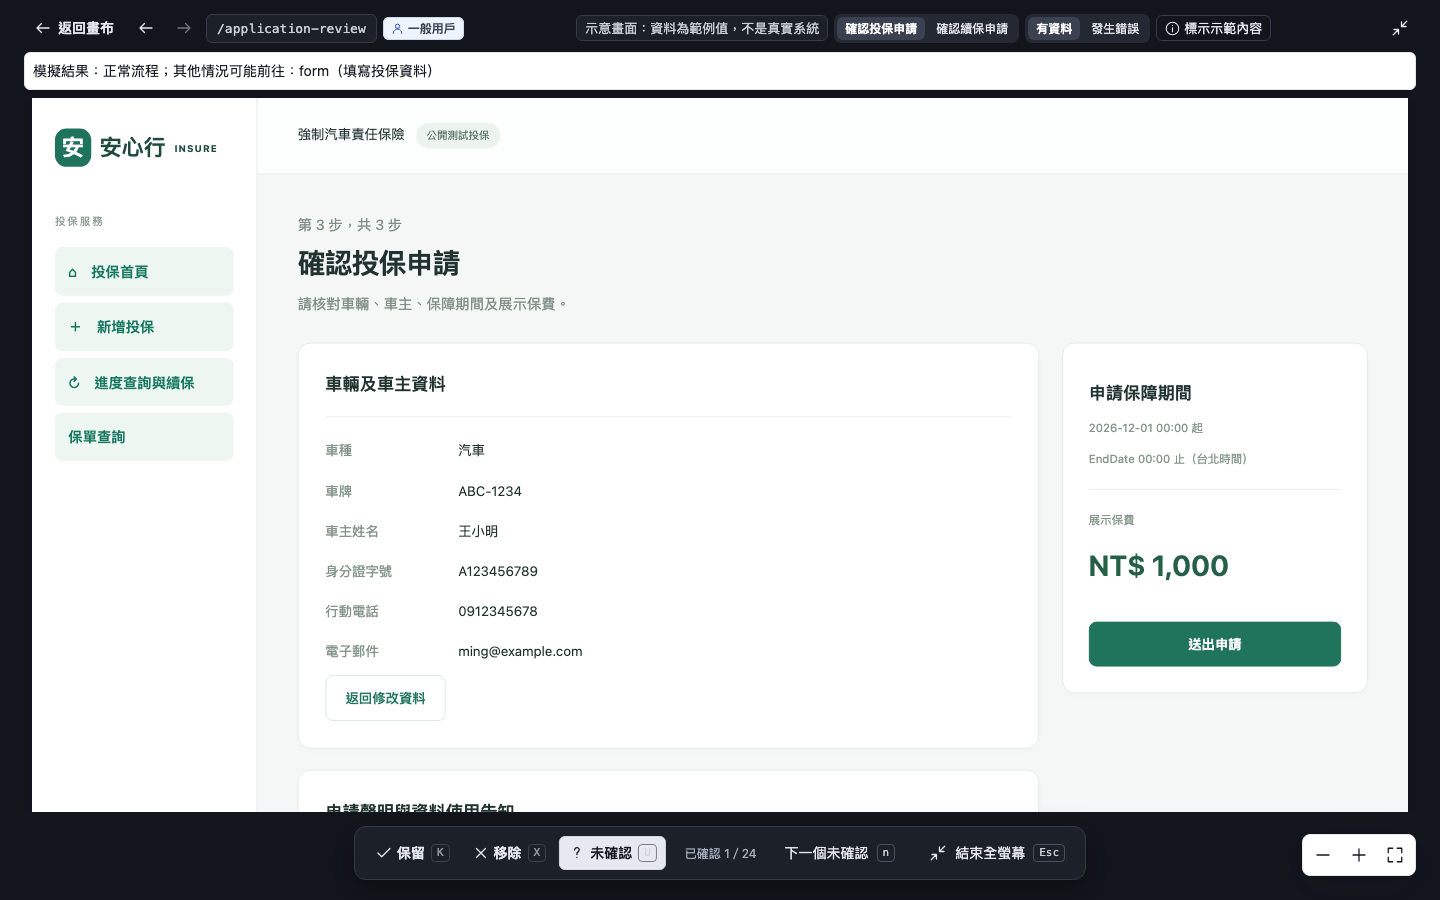 返回畫布
/application-review
一般用戶
示意畫面：資料為範例值，不是真實系統
確認投保申請
確認續保申請
有資料
發生錯誤
標示示範內容
模擬結果：正常流程；其他情況可能前往：form（填寫投保資料）
安 安心行 INSURE
強制汽車責任保險
公開測試投保
投保服務
投保首頁
新增投保
進度查詢與續保
保單查詢
第 3 步，共 3 步
確認投保申請
請核對車輛、車主、保障期間及展示保費。
車輛及車主資料
車種 汽車
車牌 ABC-1234
車主姓名 王小明
身分證字號 A123456789
行動電話 0912345678
電子郵件 ming@example.com
返回修改資料
申請保障期間
2026-12-01 00:00 起
EndDate 00:00 止（台北時間）
展示保費
NT$ 1,000
送出申請
申請聲明與資料使用告知
保留 K
移除 X
? 未確認 U
已確認 1 / 24
下一個未確認 n
結束全螢幕 Esc